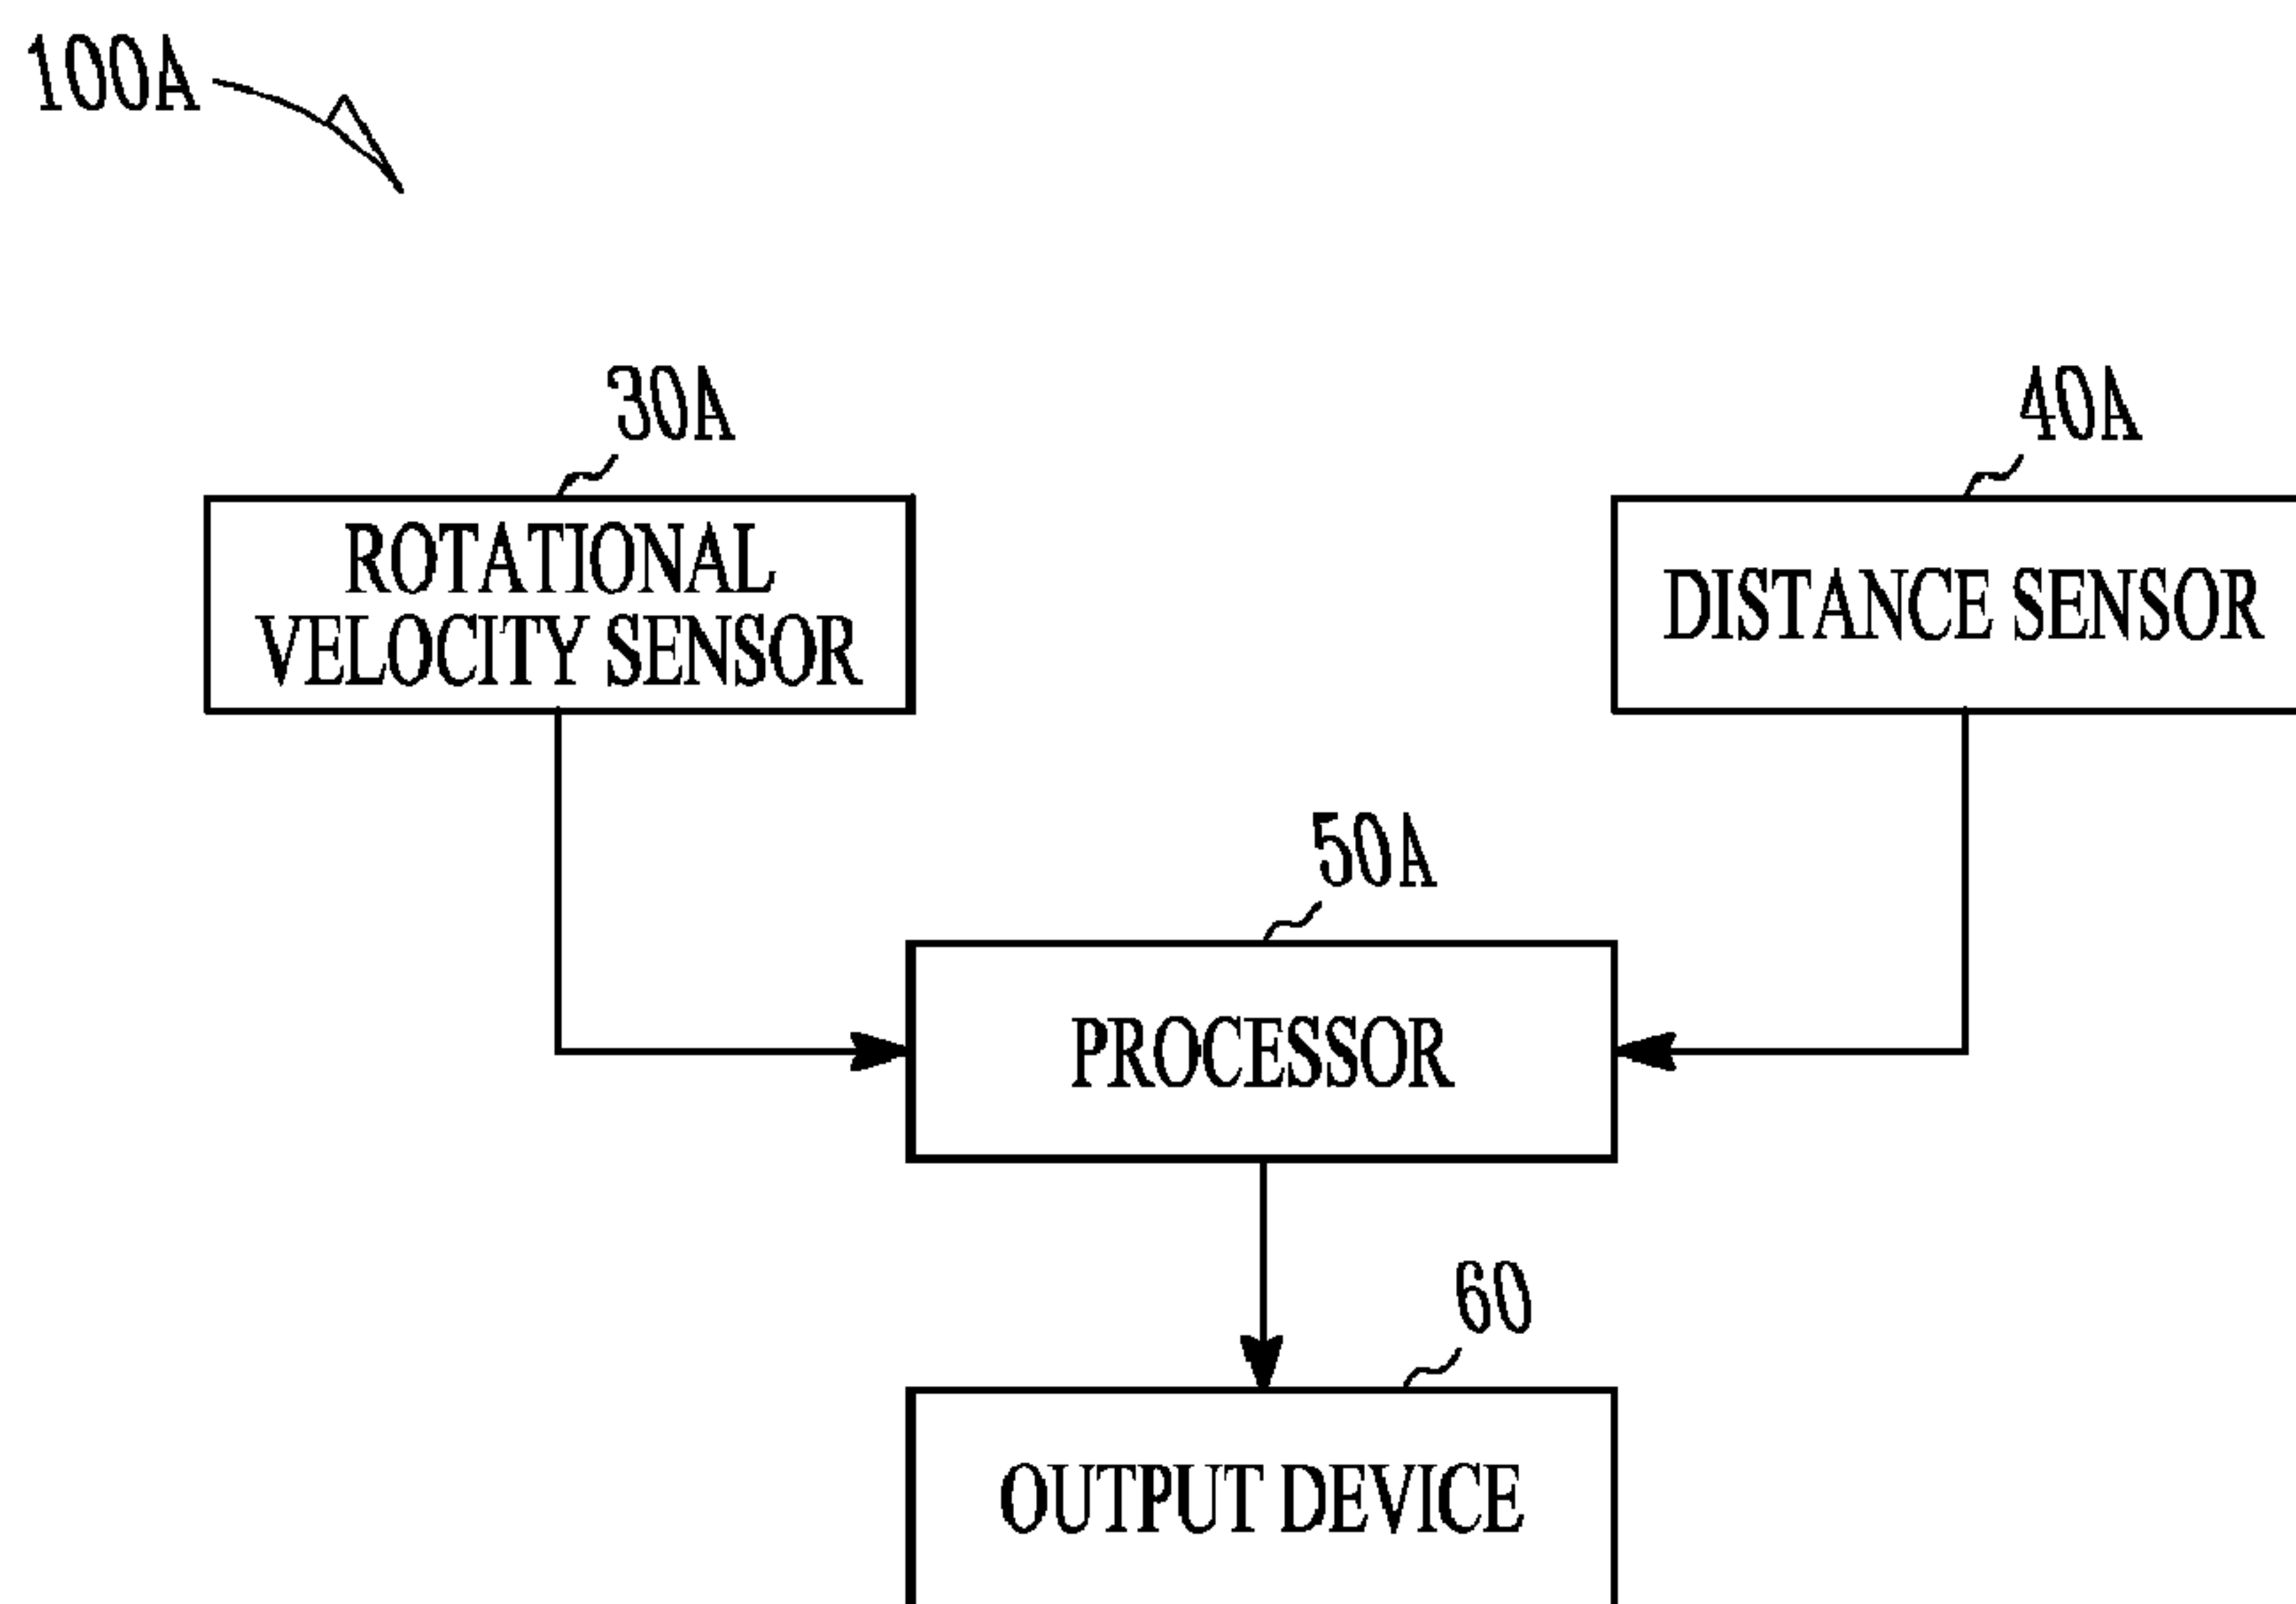 100A
30A
40A
ROTATIONAL
VELOCITY SENSOR
DISTANCE SENSOR
50A
PROCESSOR
60
OUTPUT DEVICE